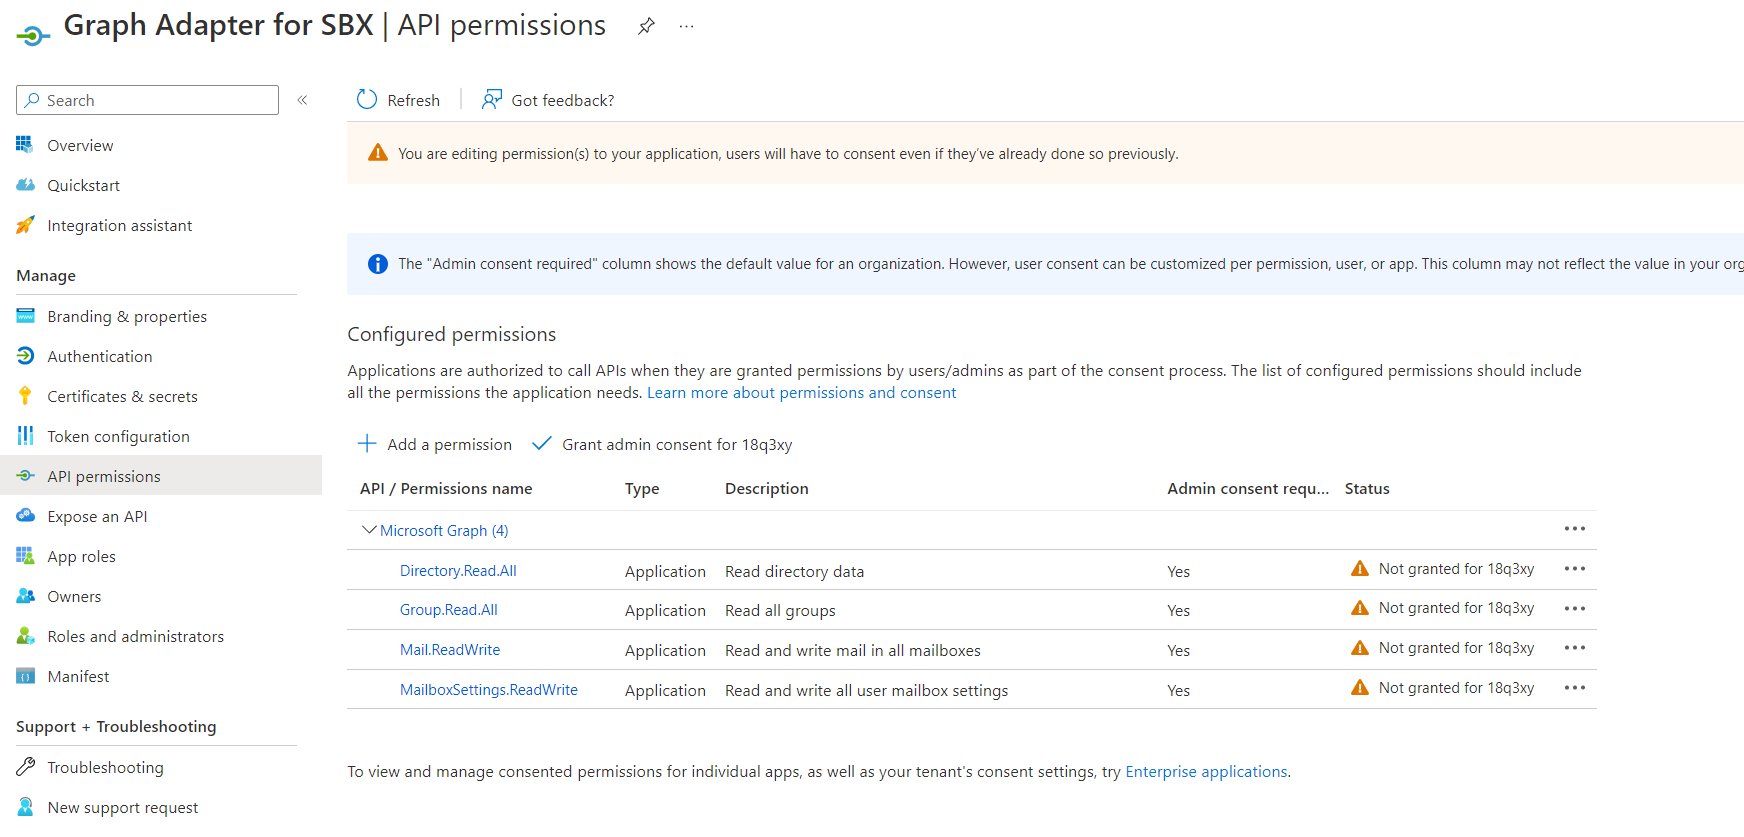 Graph Adapter for SBX | API permissions
Search
Refresh
Got feedback?
You are editing permission(s) to your application, users will have to consent even if they've already done so previously.
Overview
Quickstart
Integration assistant
Manage
Branding & properties
Authentication
Certificates & secrets
Token configuration
API permissions
Expose an API
App roles
Owners
Roles and administrators
Manifest
Support + Troubleshooting
Troubleshooting
New support request
The "Admin consent required" column shows the default value for an organization. However, user consent can be customized per permission, user, or app. This column may not reflect the value in your org
Configured permissions
Applications are authorized to call APIs when they are granted permissions by users/admins as part of the consent process. The list of configured permissions should include
all the permissions the application needs. Learn more about permissions and consent
Add a permission
Grant admin consent for 18q3xy
API / Permissions name Type Description Admin consent requ... Status
Microsoft Graph (4)
Directory.Read.All Application Read directory data Yes Not granted for 18q3xy
Group.Read.All Application Read all groups Yes Not granted for 18q3xy
Mail.ReadWrite Application Read and write mail in all mailboxes Yes Not granted for 18q3xy
MailboxSettings.ReadWrite Application Read and write all user mailbox settings Yes Not granted for 18q3xy
To view and manage consented permissions for individual apps, as well as your tenant's consent settings, try Enterprise applications.